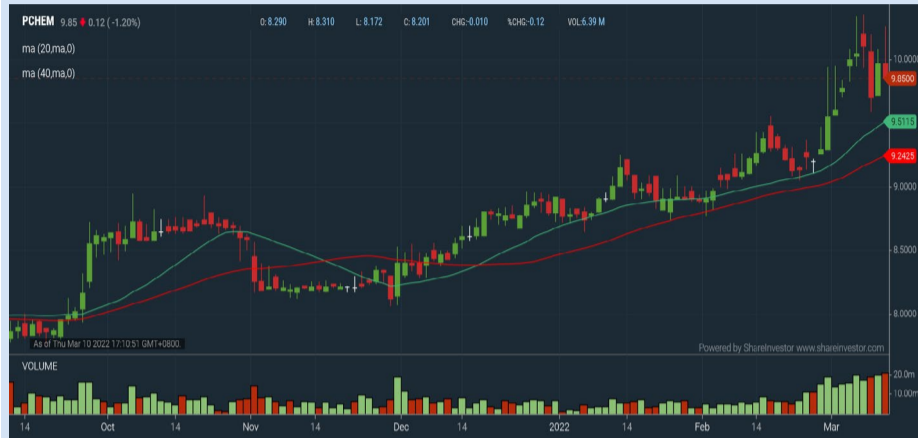 PCHEM 9.85 0.12 ( -1.20%) O: 8.290 H: 8.310 L: 8.172 C: 8.201 CHG:-0.010 %CHG:-0.12 VOL:6.39 M
ma (20,ma,0)
ma (40,ma,0)
10.0000
9.8500
9.5115
9.2425
9.0000
8.5000
8.0000
As of Thu Mar 10 2022 17:10:51 GMT+0800.
Powered by ShareInvestor www.shareinvestor.com
VOLUME
20.0m
10.00m
14 Oct 14 Nov 14 Dec 14 2022 14 Feb 14 Mar